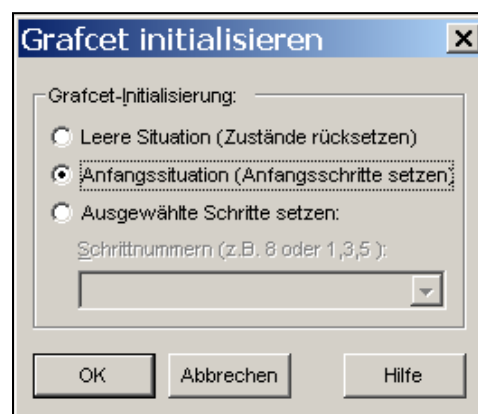 Grafcet initialisieren
Grafcet-Initialisierung:
Leere Situation (Zustände rücksetzen)
Anfangssituation (Anfangsschritte setzen)
Ausgewählte Schritte setzen:
Schrittnummern (z.B. 8 oder 1,3,5 ):
OK Abbrechen Hilfe